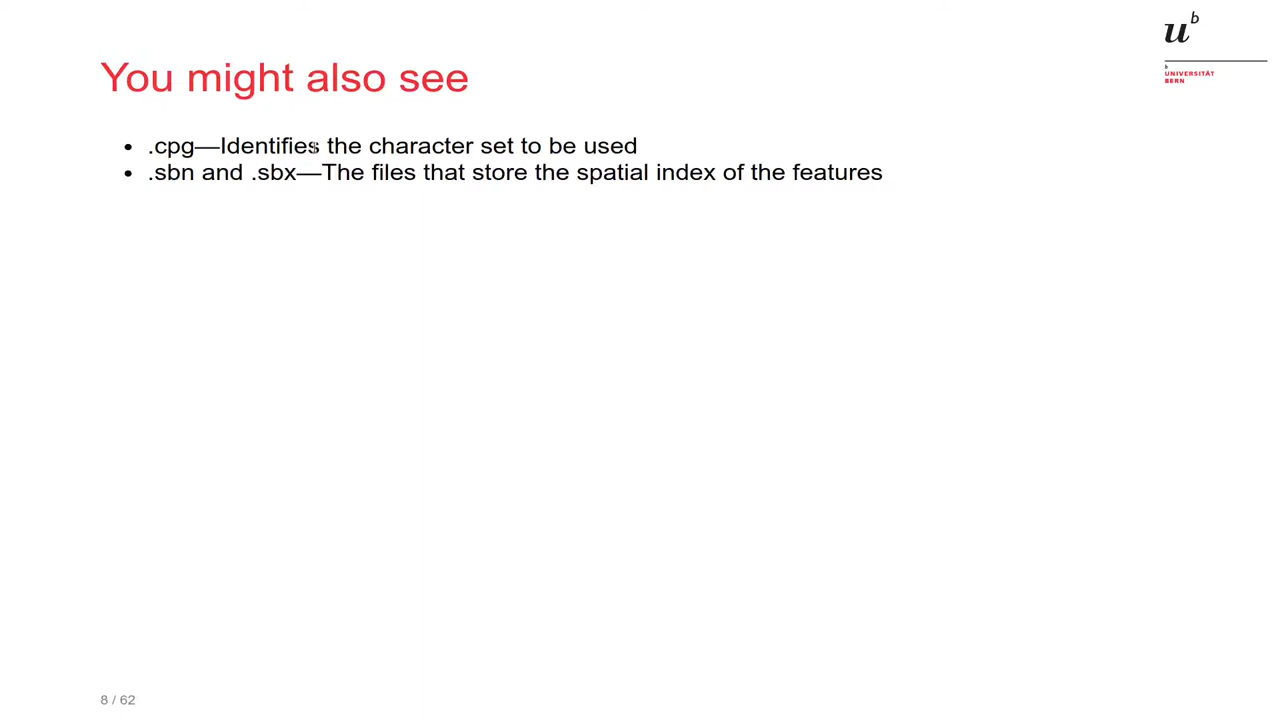 u^b
b
UNIVERSITÄT
BERN
You might also see
• .cpg—Identifies the character set to be used
• .sbn and .sbx—The files that store the spatial index of the features
8 / 62